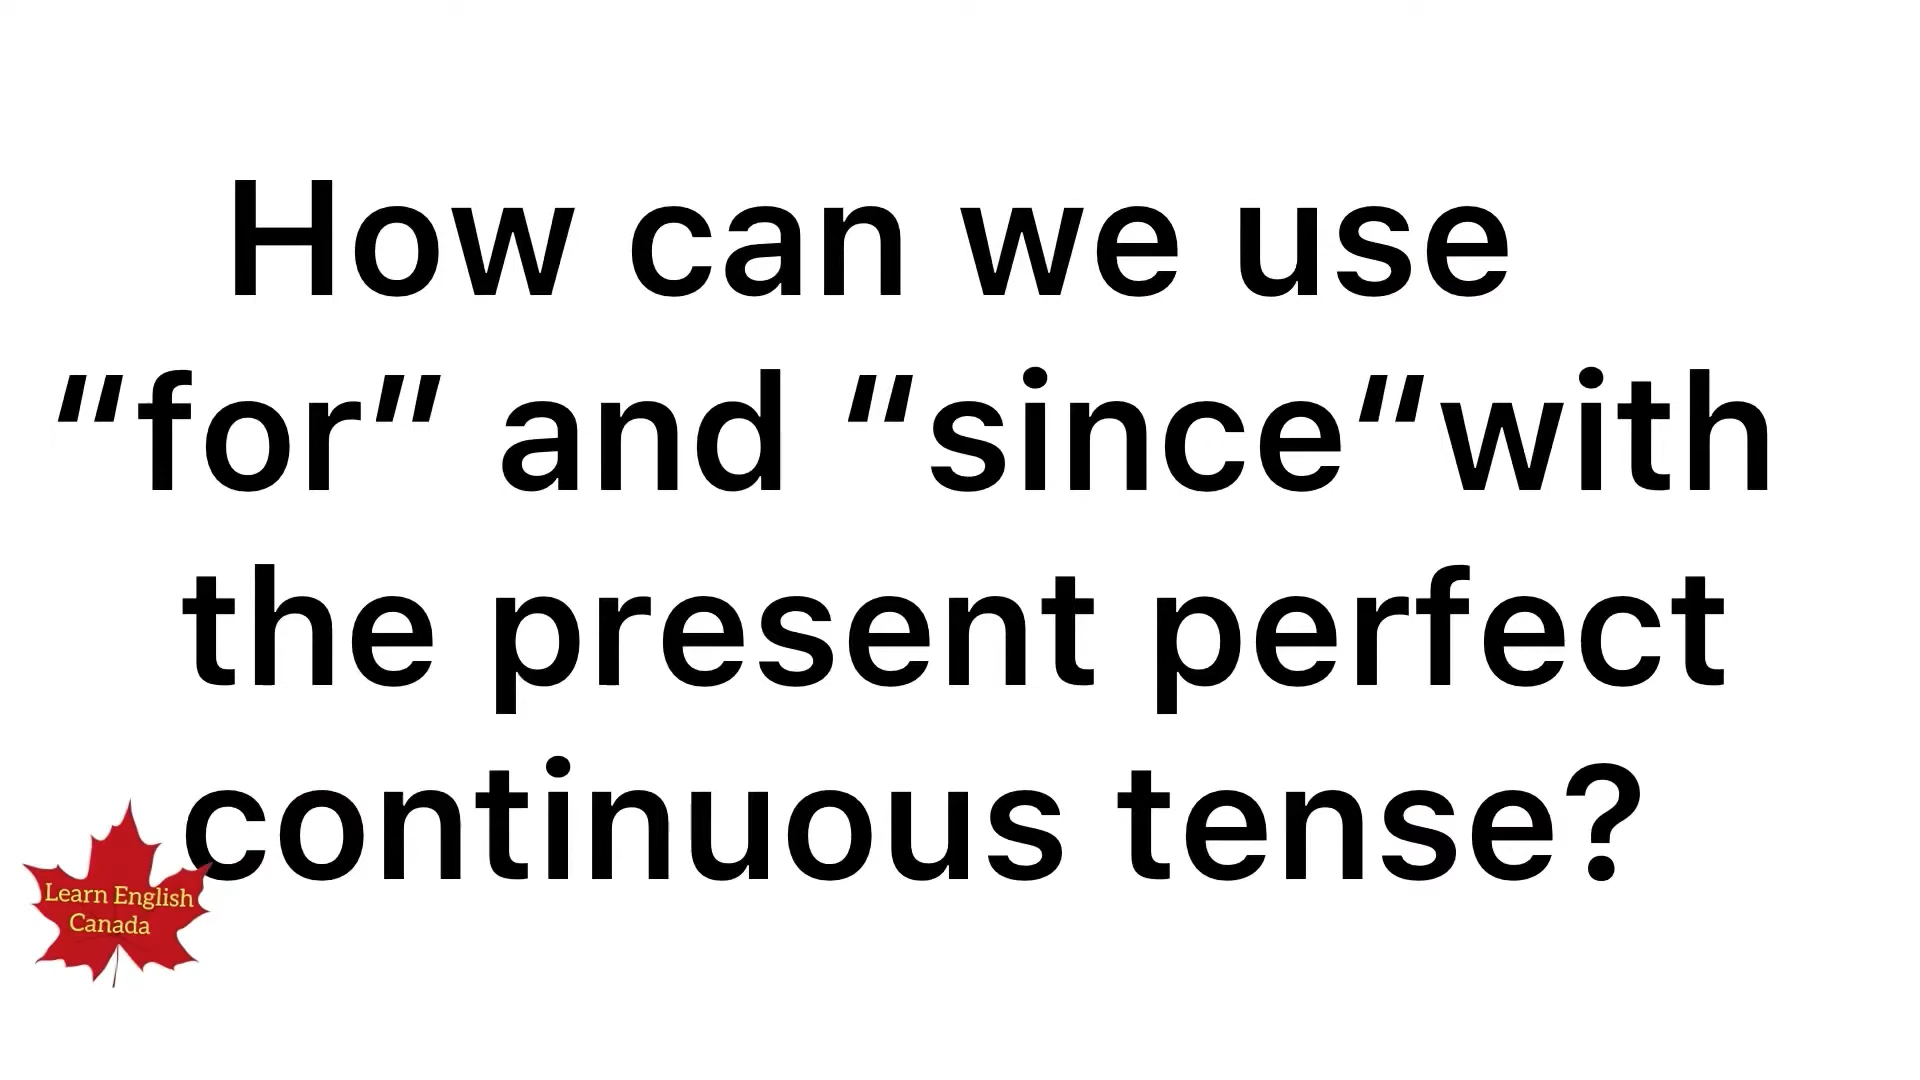 How can we use
“for” and “since“with
the present perfect
continuous tense?
Learn English
Canada